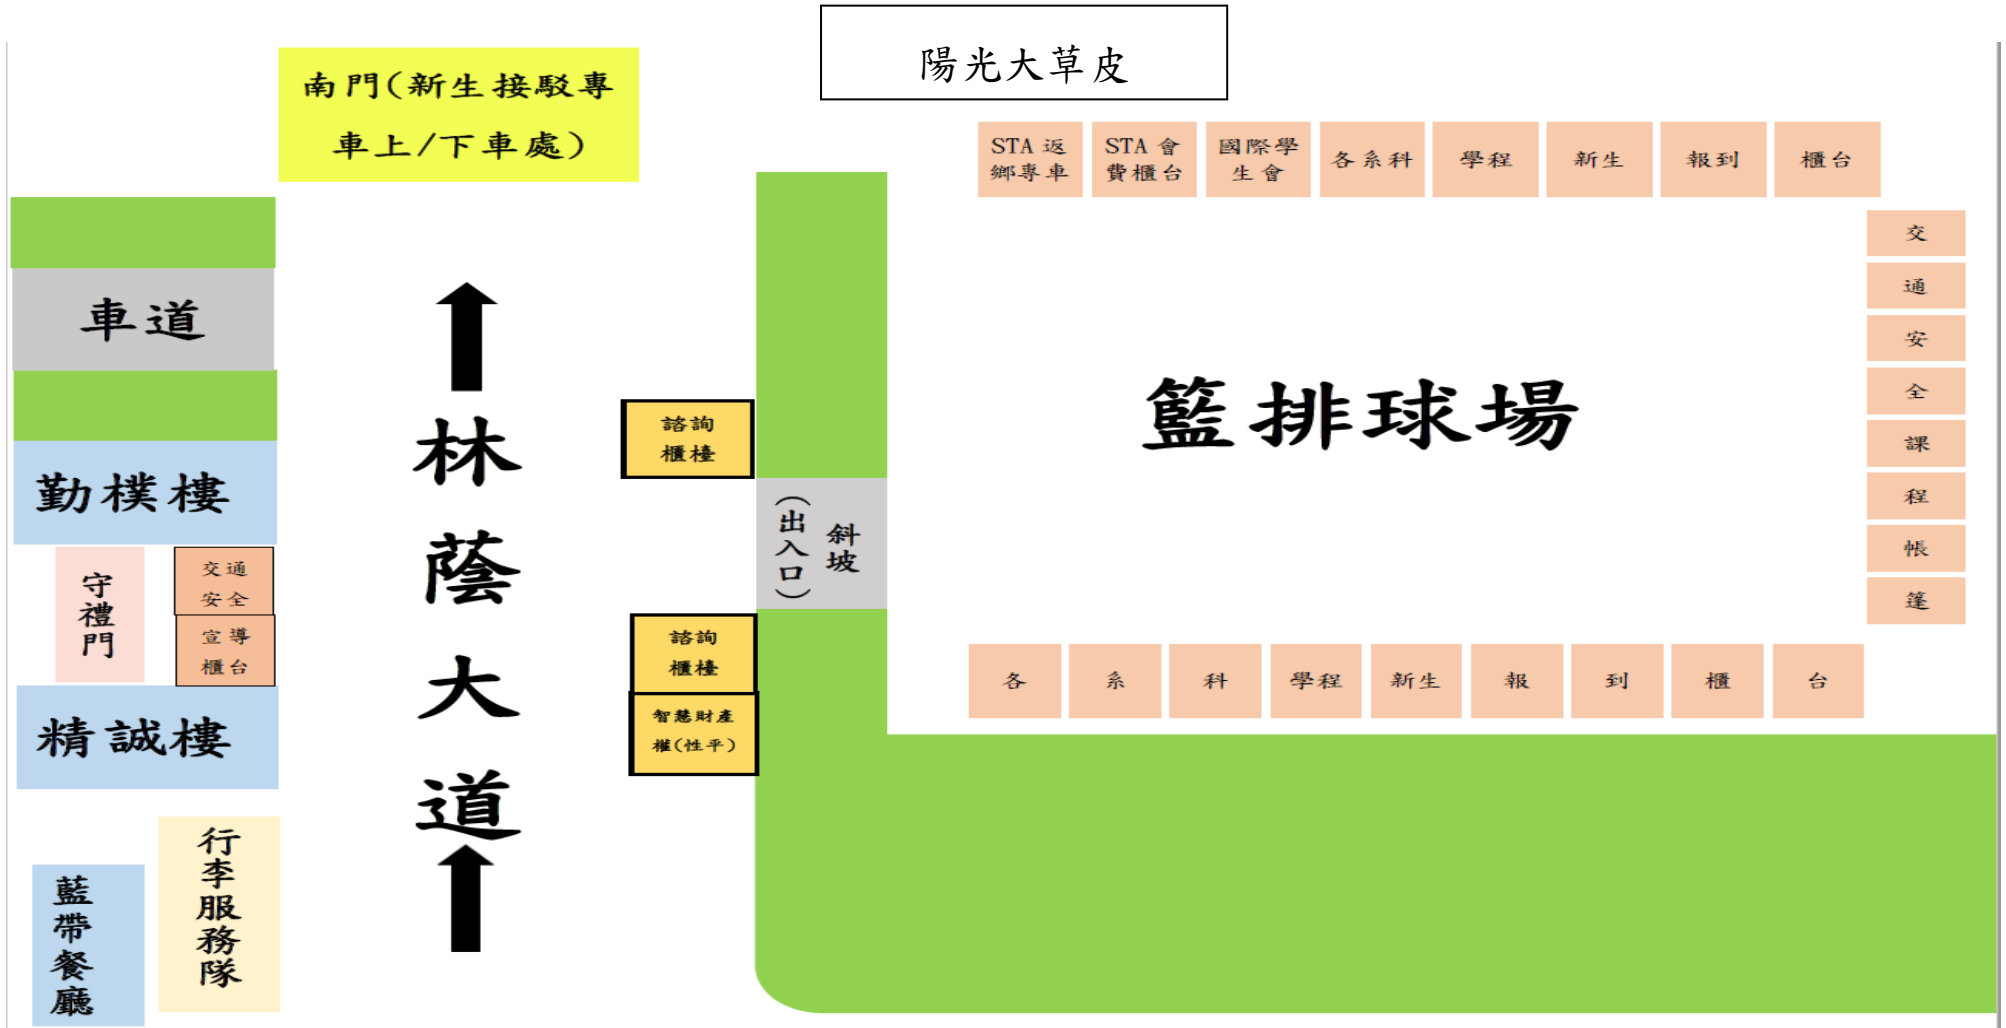 陽光大草皮
南門(新生接駁專
車上/下車處)
STA 返
鄉專車
STA 會
費櫃台
國際學
生會
各系科
學程
新生
報到
櫃台
交
通
安
全
課
程
帳
篷
車道
籃排球場
林蔭大道
諮詢
櫃檯
勤樸樓
斜坡
(出入口)
守禮門
交通
安全
宣導
櫃台
諮詢
櫃檯
智慧財產
權(性平)
各
系
科
學程
新生
報
到
櫃
台
精誠樓
行李服務隊
藍帶餐廳